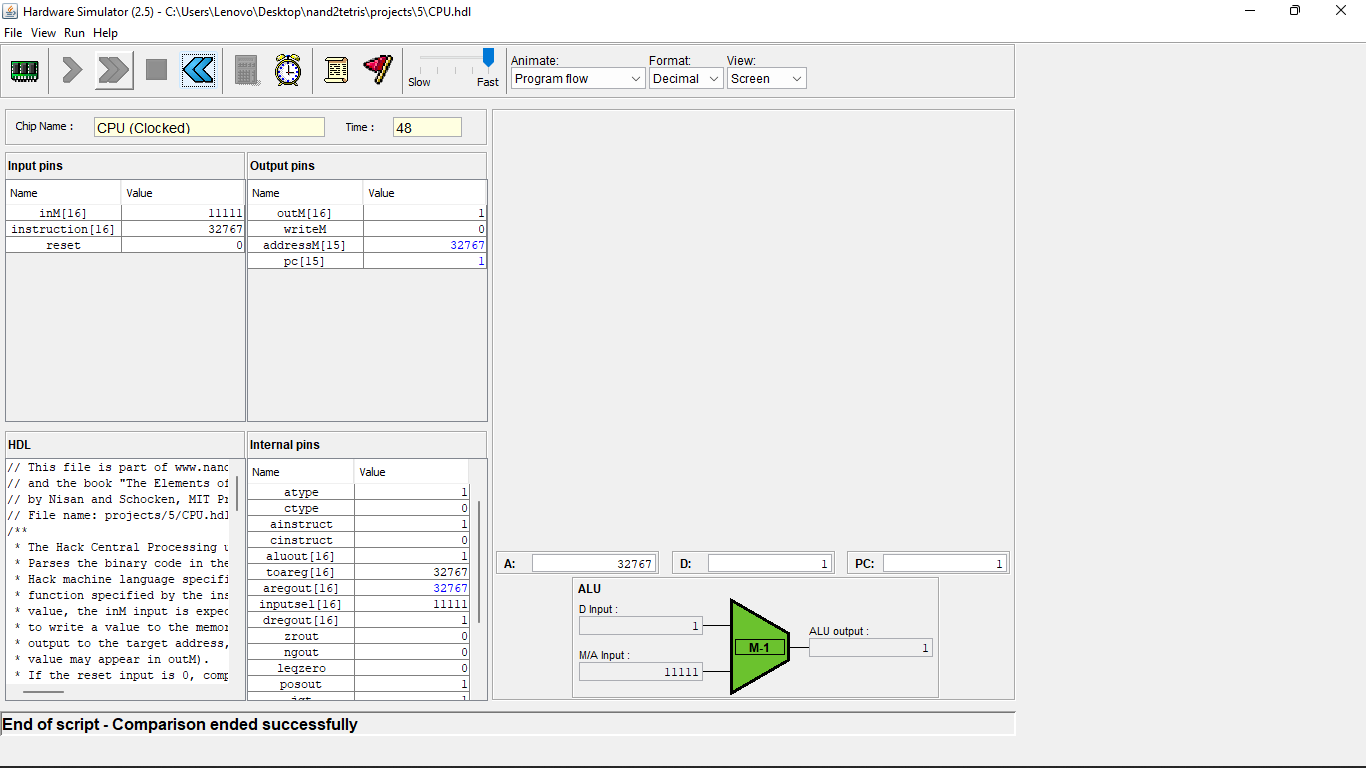 Hardware Simulator (2.5) - C:\Users\Lenovo\Desktop\nand2tetris\projects\5\CPU.hdl
File View Run Help
Slow Fast
Animate: Format: View:
Program flow Decimal Screen
Chip Name : CPU (Clocked) Time : 48
Input pins
Name Value
inM[16] 11111
instruction[16] 32767
reset 0
Output pins
Name Value
outM[16] 1
writeM 0
addressM[15] 32767
pc[15] 1
HDL
// This file is part of www.nand
// and the book "The Elements of
// by Nisan and Schocken, MIT Pr
// File name: projects/5/CPU.hdl
/**
* The Hack Central Processing u
* Parses the binary code in the
* Hack machine language specifi
* function specified by the ins
* value, the inM input is expec
* to write a value to the memor
* output to the target address,
* value may appear in outM).
* If the reset input is 0, comp
Internal pins
Name Value
atype 1
ctype 0
ainstruct 1
cinstruct 0
aluout[16] 1
toareg[16] 32767
aregout[16] 32767
inputsel[16] 11111
dregout[16] 1
zrout 0
ngout 0
leqzero 0
posout 1
A: 32767 D: 1 PC: 1
ALU
D Input :
1
M/A Input :
11111
M-1
ALU output :
1
End of script - Comparison ended successfully